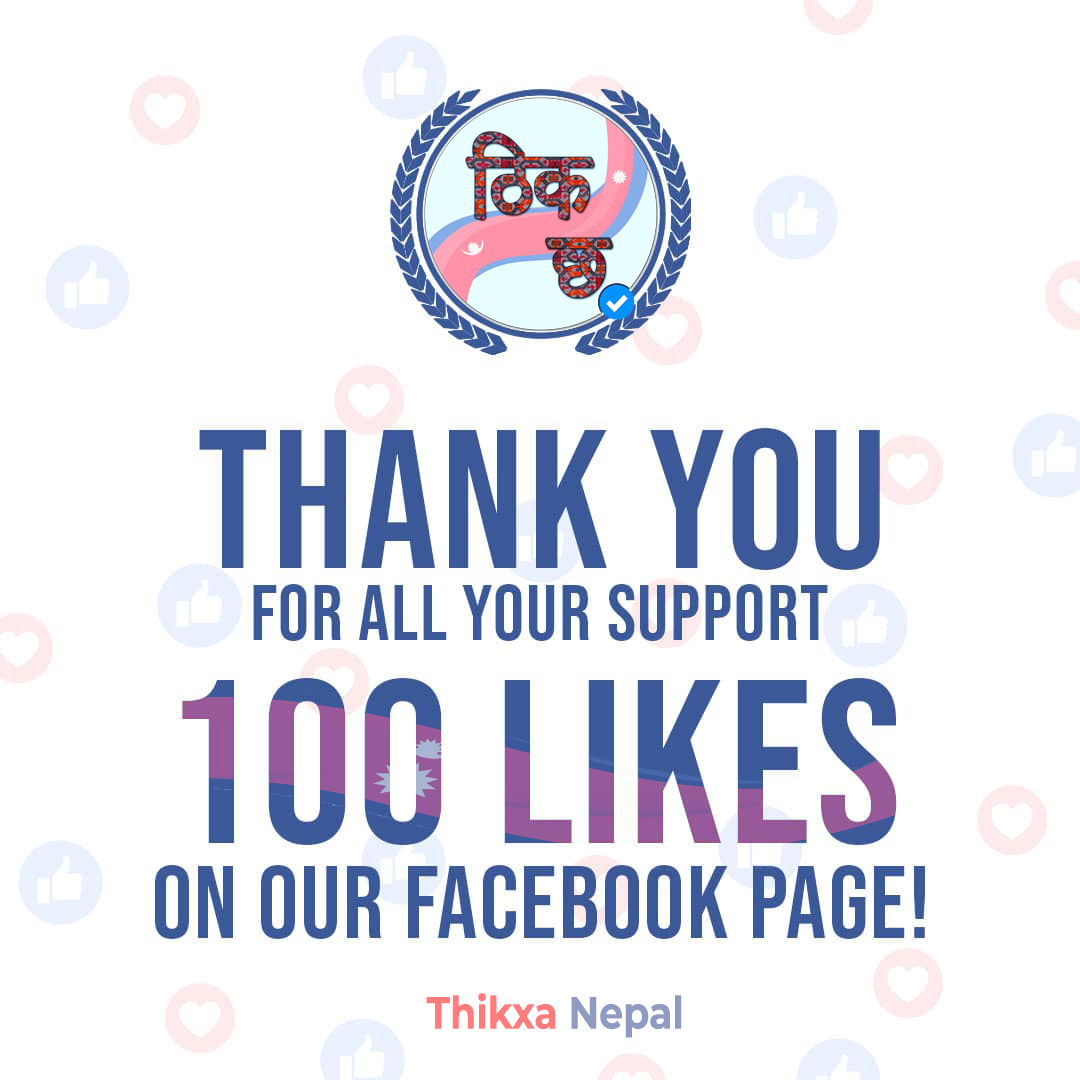 ठिक
छ
THANK YOU
FOR ALL YOUR SUPPORT
100 LIKES
ON OUR FACEBOOK PAGE!
Thikxa Nepal